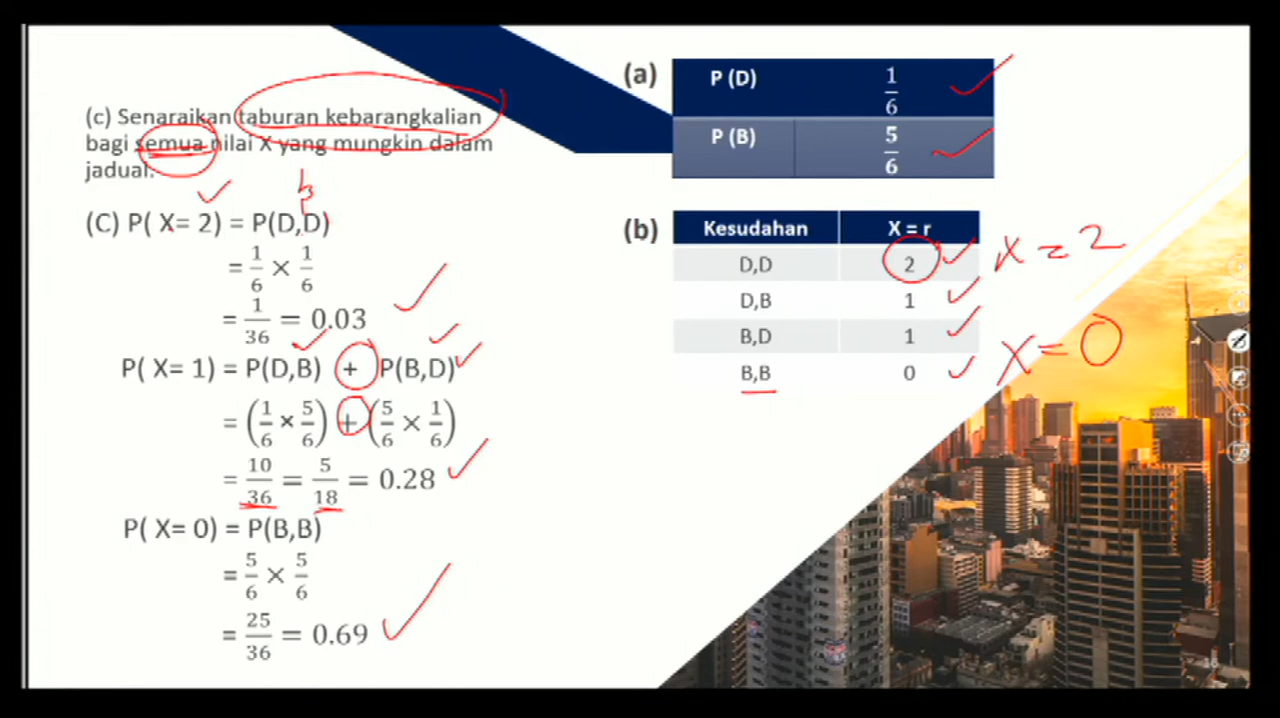 (c) Senaraikan taburan kebarangkalian
bagi semua nilai X yang mungkin dalam
jadual.
b
(C) P( X= 2) = P(D,D)
= 1/6 × 1/6
= 1/36 = 0.03
P( X= 1) = P(D,B) + P(B,D)
= (1/6 × 5/6) + (5/6 × 1/6)
= 10/36 = 5/18 = 0.28
P( X= 0) = P(B,B)
= 5/6 × 5/6
= 25/36 = 0.69
(a)
P (D) 1/6
P (B) 5/6
(b)
Kesudahan X = r
D,D 2
D,B 1
B,D 1
B,B 0
X = 2
X = 0
16